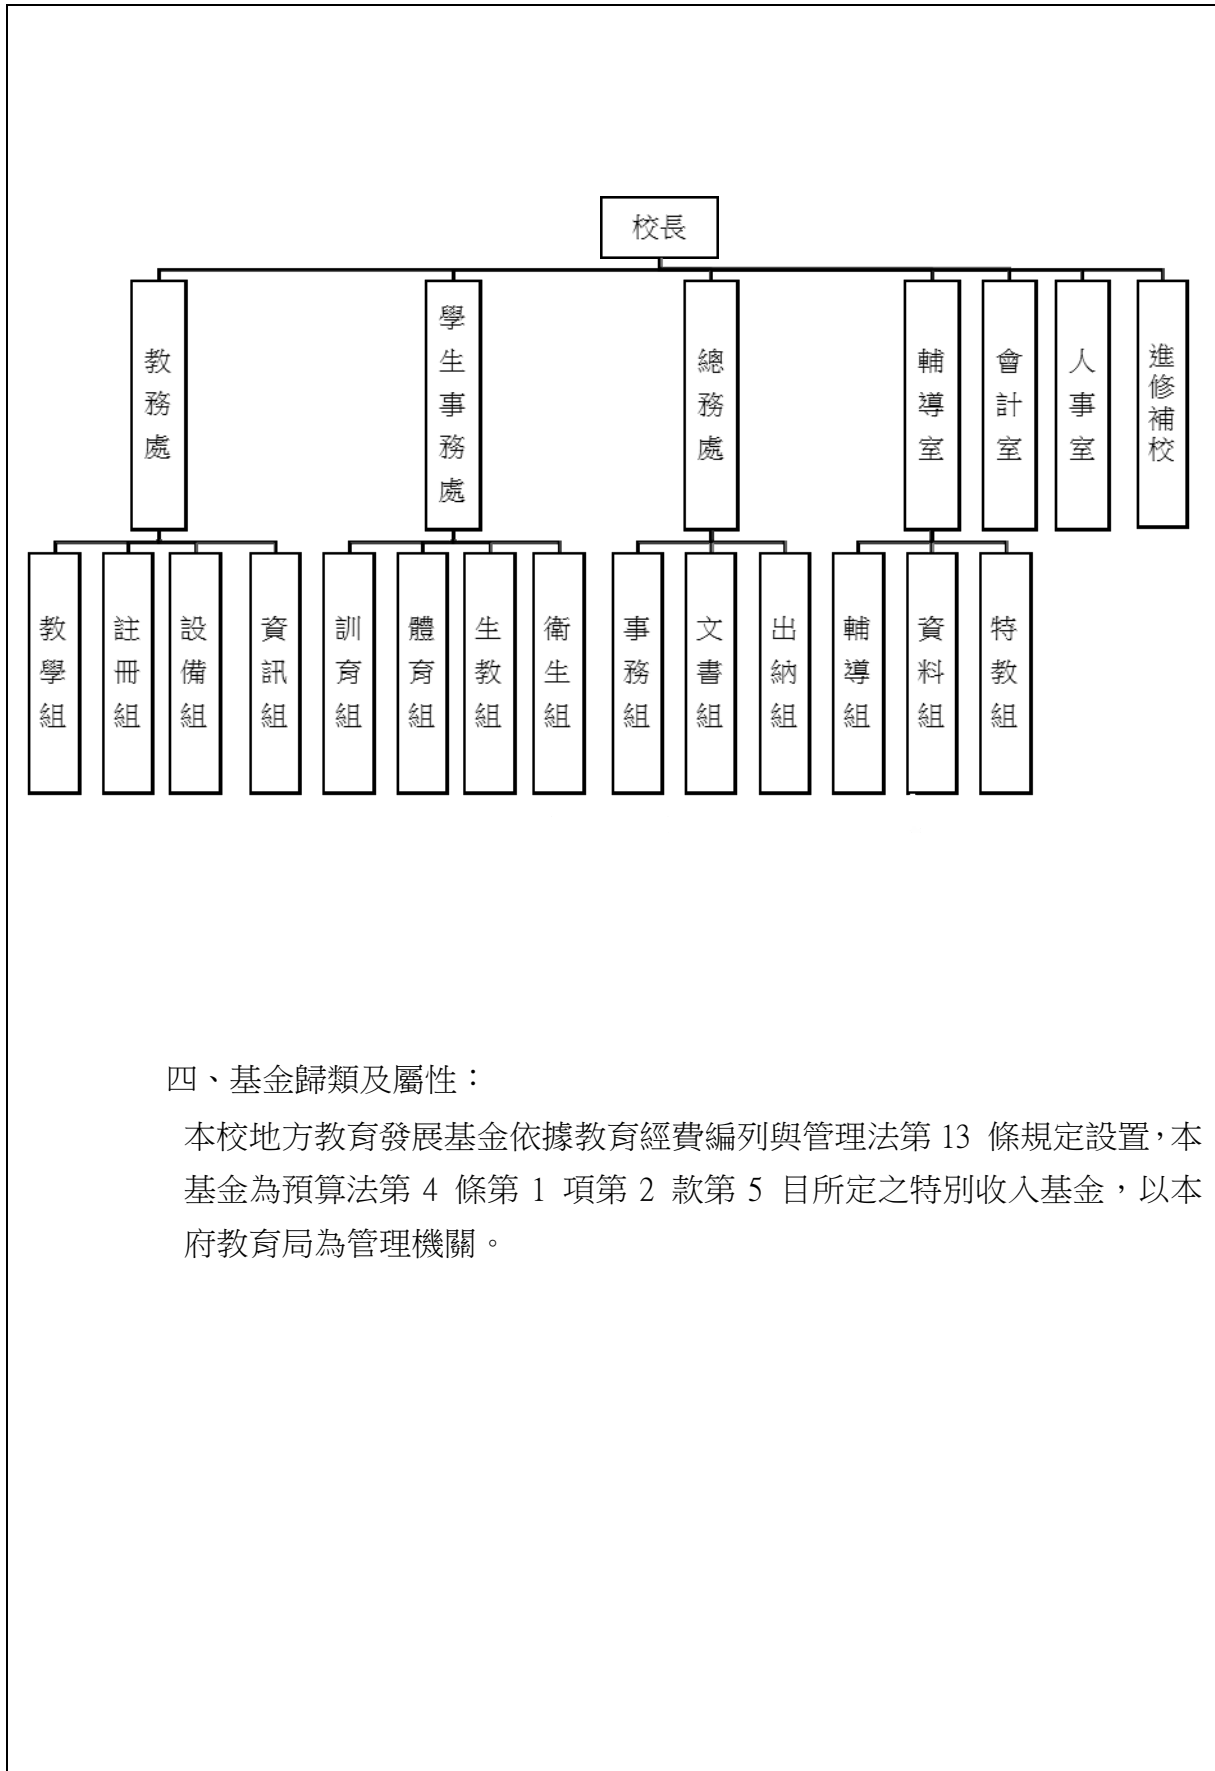 校長
教務處
學生事務處
總務處
輔導室
會計室
人事室
進修補校
教學組
註冊組
設備組
資訊組
訓育組
體育組
生教組
衛生組
事務組
文書組
出納組
輔導組
資料組
特教組
四、基金歸類及屬性：
本校地方教育發展基金依據教育經費編列與管理法第 13 條規定設置，本
基金為預算法第 4 條第 1 項第 2 款第 5 目所定之特別收入基金，以本
府教育局為管理機關。